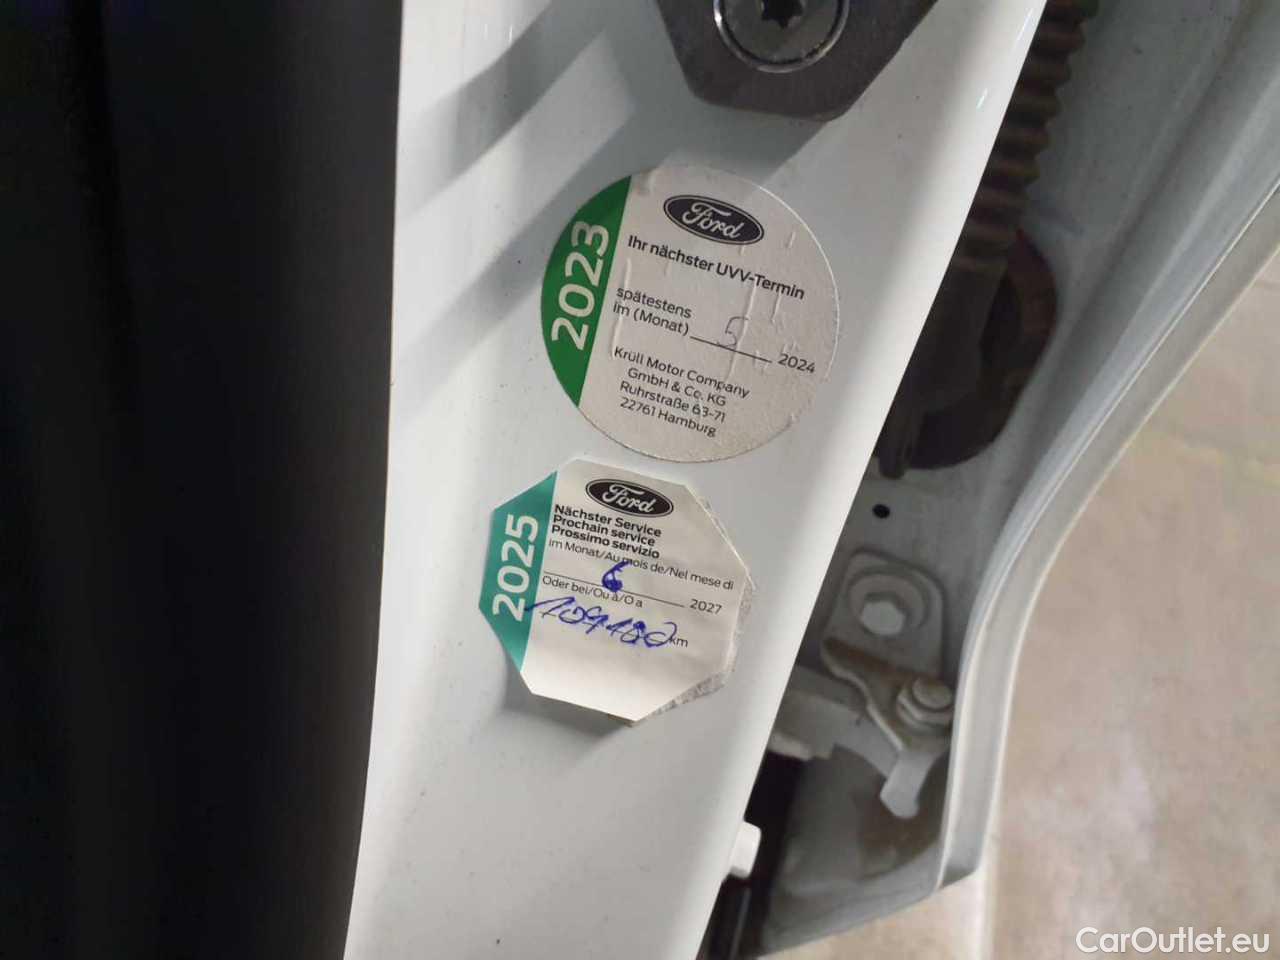 2023
Ford
Ihr nächster UVV-Termin
spätestens
im (Monat) 5 2024
Krüll Motor Company
GmbH & Co. KG
Ruhrstraße 63-71
22761 Hamburg
2025
Ford
Nächster Service
Prochain service
Prossimo servizio
im Monat/Au mois de/Nel mese di
6 2027
Oder bei/Ou à/O a
109180 km
CarOutlet.eu